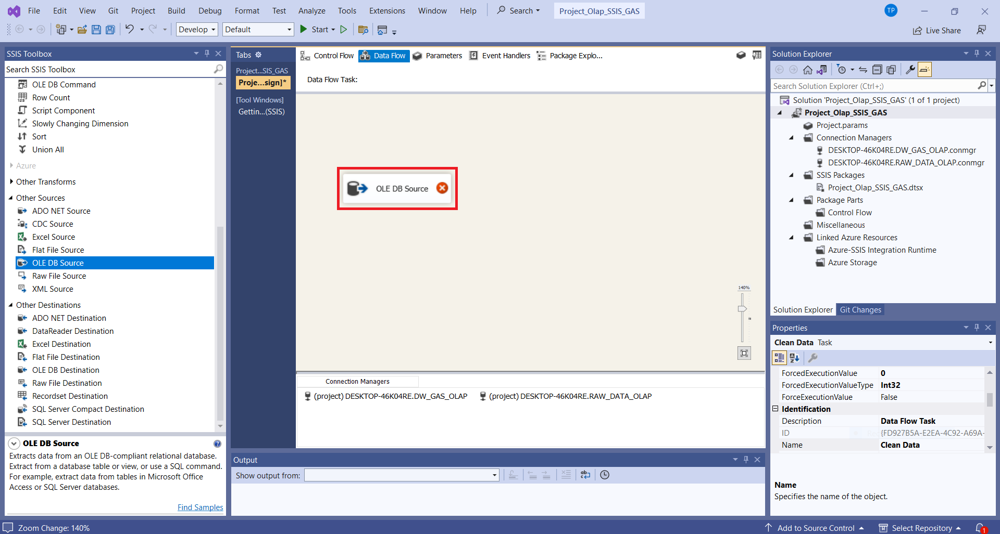 File Edit View Git Project Build Debug Format Test Analyze Tools Extensions Window Help Search Project_Olap_SSIS_GAS TP
Develop Default Start Live Share
SSIS Toolbox
Search SSIS Toolbox
OLE DB Command
Row Count
Script Component
Slowly Changing Dimension
Sort
Union All
Azure
Other Transforms
Other Sources
ADO NET Source
CDC Source
Excel Source
Flat File Source
OLE DB Source
Raw File Source
XML Source
Other Destinations
ADO NET Destination
DataReader Destination
Excel Destination
Flat File Destination
OLE DB Destination
Raw File Destination
Recordset Destination
SQL Server Compact Destination
SQL Server Destination
OLE DB Source
Extracts data from an OLE DB-compliant relational database.
Extract from a database table or view, or use a SQL command.
For example, extract data from tables in Microsoft Office
Access or SQL Server databases.
Find Samples
Tabs
Project...SIS_GAS
Proje...sign]*
[Tool Windows]
Gettin...(SSIS)
Control Flow Data Flow Parameters Event Handlers Package Explo...
Data Flow Task:
OLE DB Source
140%
Connection Managers
(project) DESKTOP-46K04RE.DW_GAS_OLAP (project) DESKTOP-46K04RE.RAW_DATA_OLAP
Output
Show output from:
Solution Explorer
Search Solution Explorer (Ctrl+;)
Solution 'Project_Olap_SSIS_GAS' (1 of 1 project)
Project_Olap_SSIS_GAS
Project.params
Connection Managers
DESKTOP-46K04RE.DW_GAS_OLAP.conmgr
DESKTOP-46K04RE.RAW_DATA_OLAP.conmgr
SSIS Packages
Project_Olap_SSIS_GAS.dtsx
Package Parts
Control Flow
Miscellaneous
Linked Azure Resources
Azure-SSIS Integration Runtime
Azure Storage
Solution Explorer Git Changes
Properties
Clean Data Task
ForcedExecutionValue 0
ForcedExecutionValueType Int32
ForceExecutionValue False
Identification
Description Data Flow Task
ID {FD927B5A-E2EA-4C92-A69A-
Name Clean Data
Name
Specifies the name of the object.
Zoom Change: 140% Add to Source Control Select Repository 1